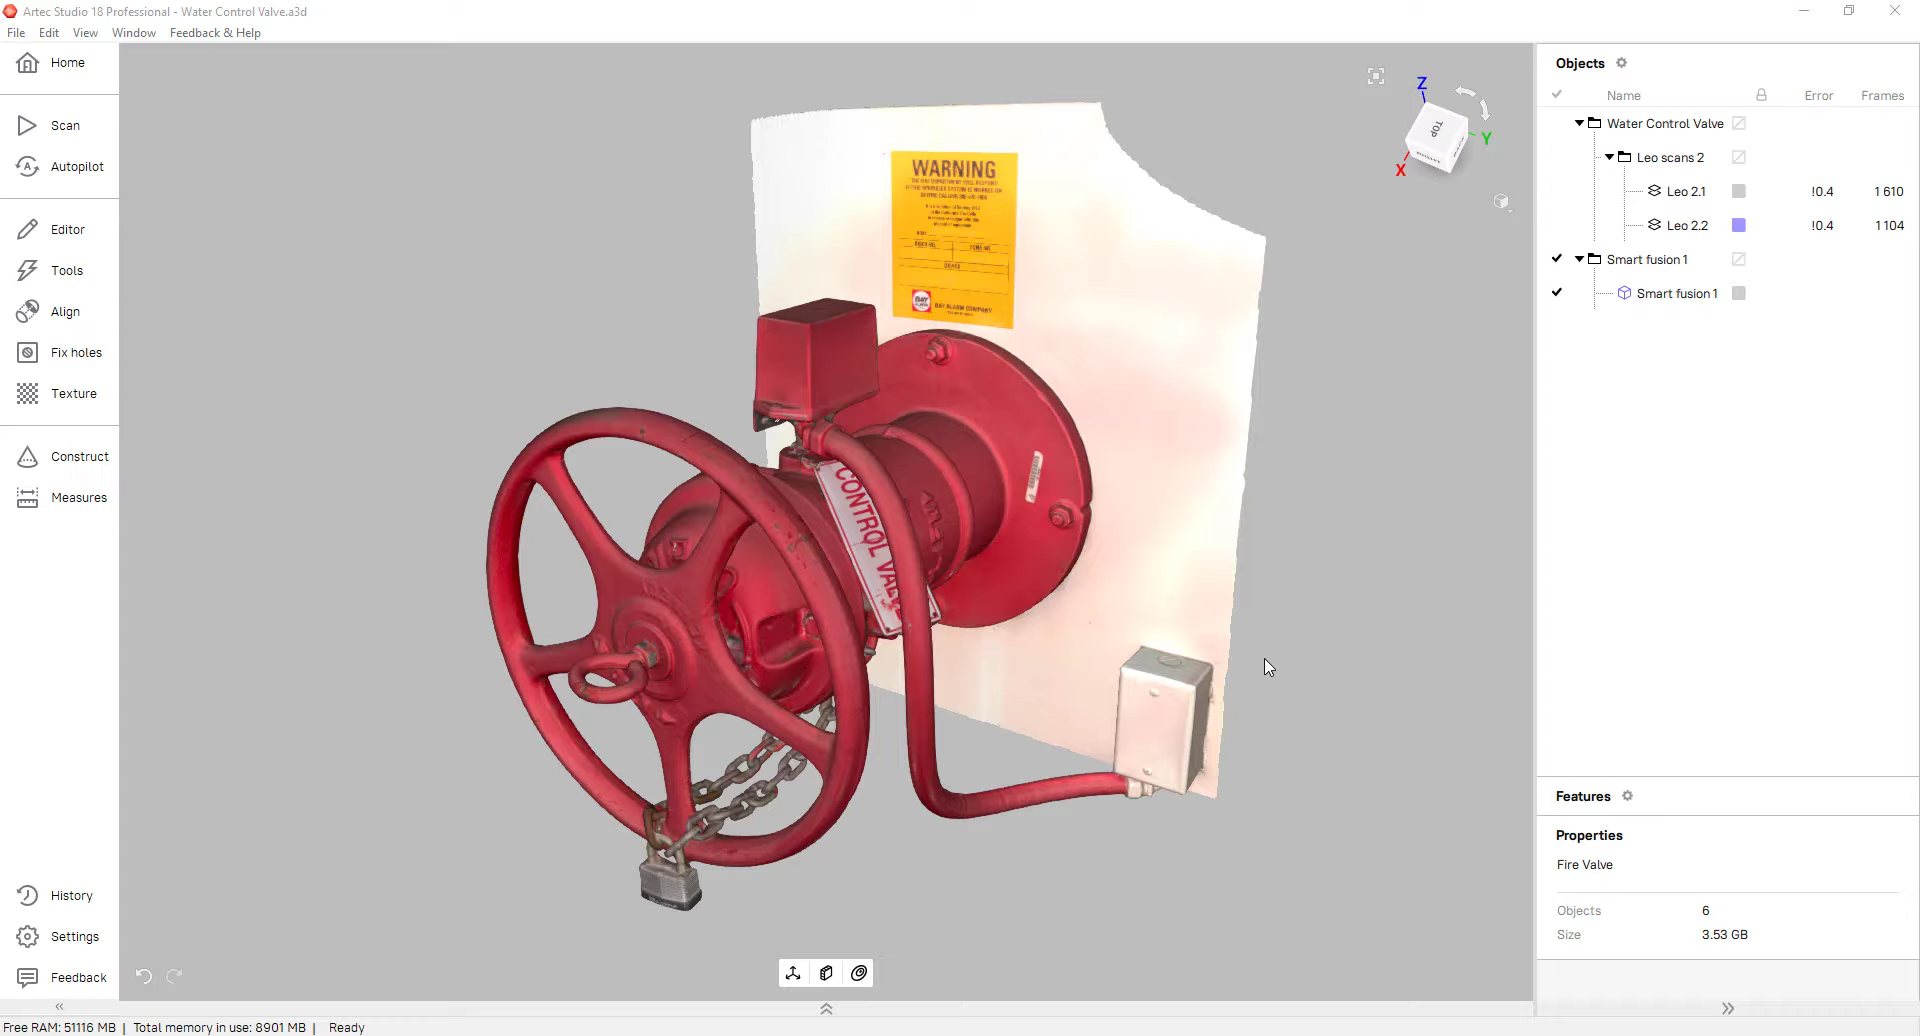 Artec Studio 18 Professional - Water Control Valve.a3d
File Edit View Window Feedback & Help
Home
Scan
Autopilot
Editor
Tools
Align
Fix holes
Texture
Construct
Measures
History
Settings
Feedback
WARNING
BAY ALARM COMPANY
CONTROL VALVE
Z
Y
X
TOP
Objects
Name Error Frames
Water Control Valve
Leo scans 2
Leo 2.1 !0.4 1 610
Leo 2.2 !0.4 1 104
Smart fusion 1
Smart fusion 1
Features
Properties
Fire Valve
Objects 6
Size 3.53 GB
Free RAM: 51116 MB | Total memory in use: 8901 MB | Ready